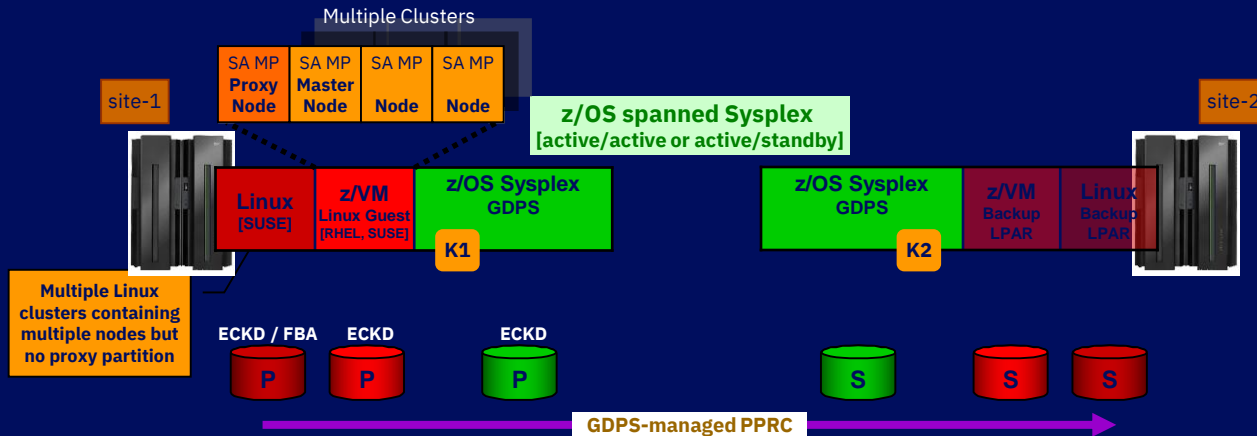 Multiple Clusters
SA MP Proxy Node
SA MP Master Node
SA MP Node
SA MP Node
site-1
z/OS spanned Sysplex
[active/active or active/standby]
site-2
Linux
[SUSE]
z/VM
Linux Guest
[RHEL, SUSE]
z/OS Sysplex
GDPS
K1
z/OS Sysplex
GDPS
K2
z/VM
Backup
LPAR
Linux
Backup
LPAR
Multiple Linux
clusters containing
multiple nodes but
no proxy partition
ECKD / FBA
ECKD
ECKD
P
P
P
S
S
S
GDPS-managed PPRC